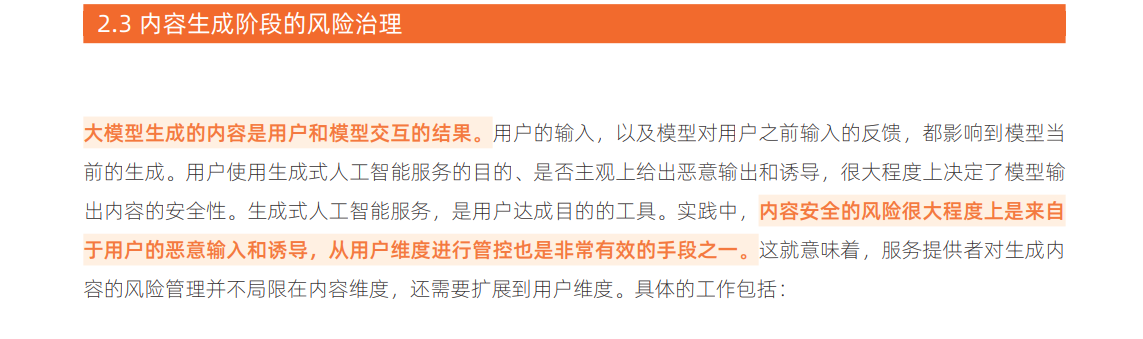 2.3 内容生成阶段的风险治理
大模型生成的内容是用户和模型交互的结果。用户的输入，以及模型对用户之前输入的反馈，都影响到模型当
前的生成。用户使用生成式人工智能服务的目的、是否主观上给出恶意输出和诱导，很大程度上决定了模型输
出内容的安全性。生成式人工智能服务，是用户达成目的的工具。实践中，内容安全的风险很大程度上是来自
于用户的恶意输入和诱导，从用户维度进行管控也是非常有效的手段之一。这就意味着，服务提供者对生成内
容的风险管理并不局限在内容维度，还需要扩展到用户维度。具体的工作包括：